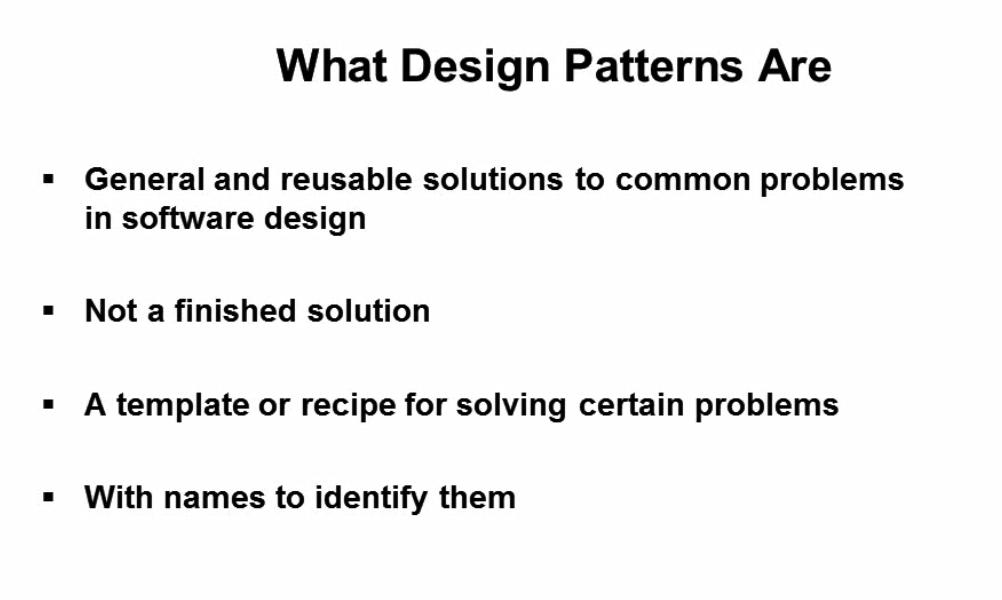 What Design Patterns Are
▪ General and reusable solutions to common problems
in software design
▪ Not a finished solution
▪ A template or recipe for solving certain problems
▪ With names to identify them